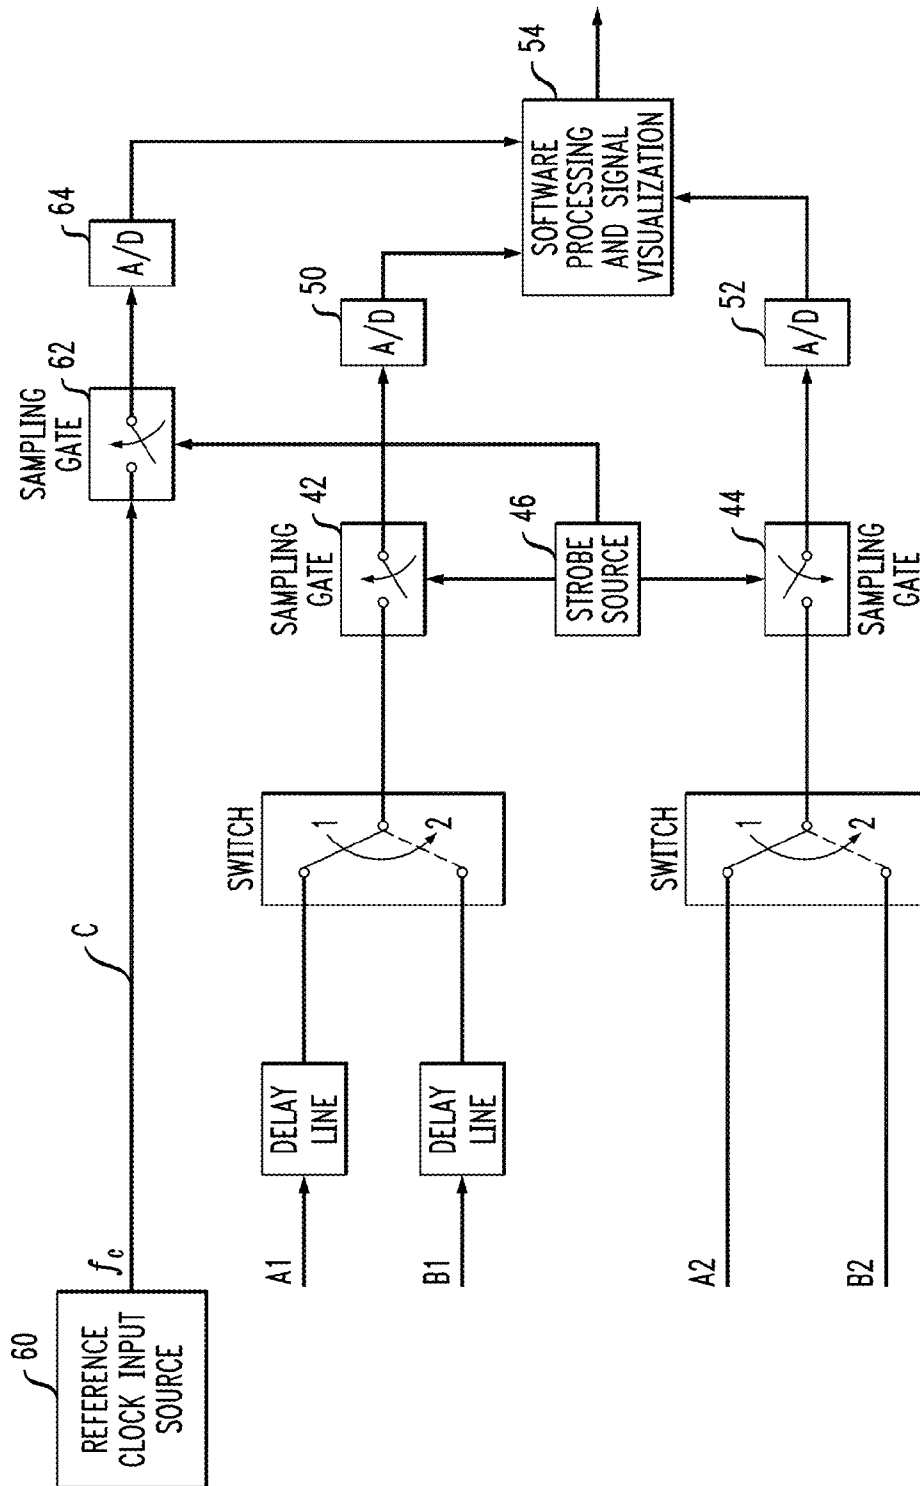 60
REFERENCE
CLOCK INPUT
SOURCE
f c
C
SAMPLING
GATE
62
64
A/D
A1
DELAY
LINE
B1
DELAY
LINE
SWITCH
1
2
SAMPLING
GATE
42
50
A/D
46
STROBE
SOURCE
54
SOFTWARE
PROCESSING
AND SIGNAL
VISUALIZATION
A2
B2
SWITCH
1
2
44
SAMPLING
GATE
52
A/D